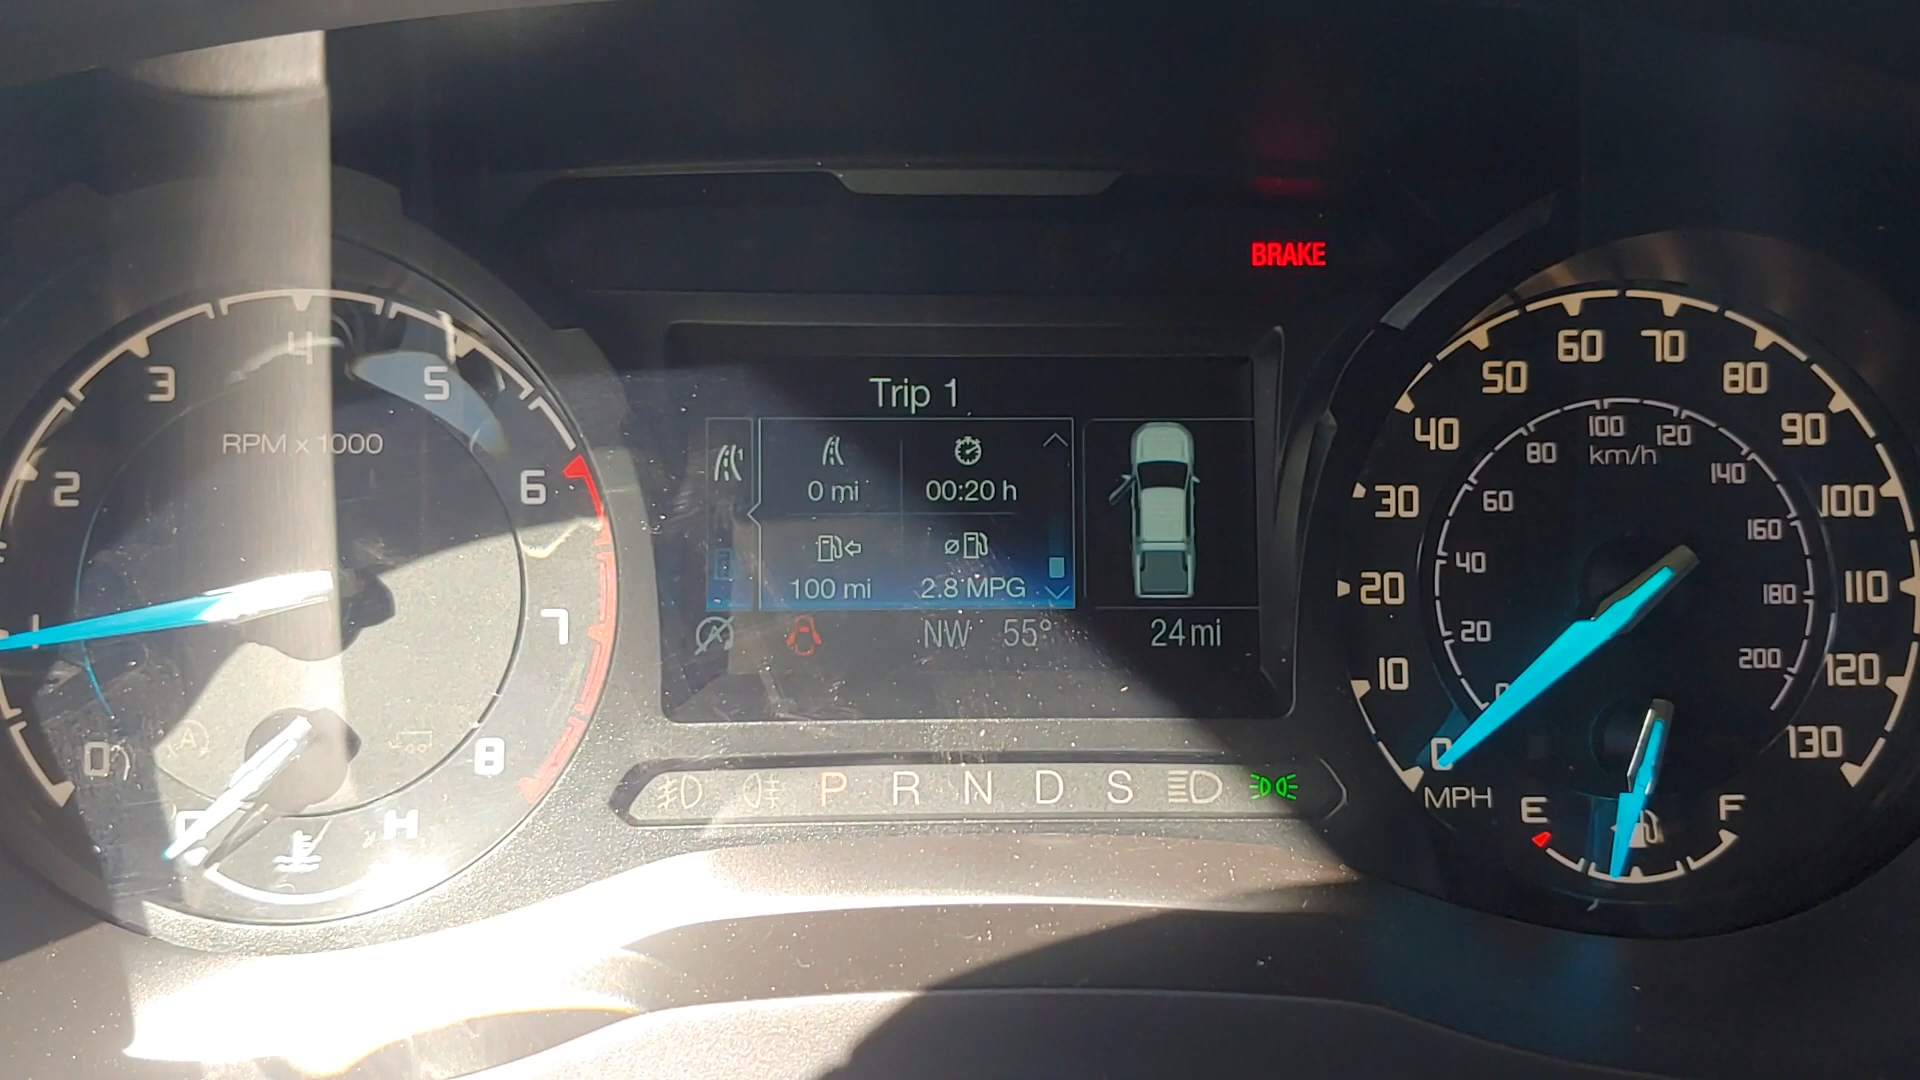 BRAKE
Trip 1
0 mi 00:20 h
100 mi 2.8 MPG
NW 55° 24mi
0 1 2 3 4 5 6 7 8
RPM x 1000
H
P R N D S
0 10 20 30 40 50 60 70 80 90 100 110 120 130
MPH
20 40 60 80 100 120 140 160 180 200
km/h
E F